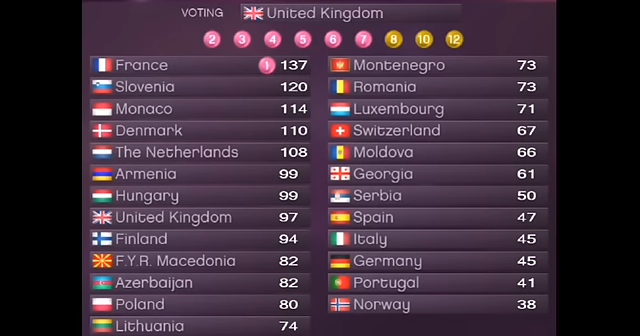 VOTING United Kingdom
2 3 4 5 6 7 8 10 12
France 1 137
Slovenia 120
Monaco 114
Denmark 110
The Netherlands 108
Armenia 99
Hungary 99
United Kingdom 97
Finland 94
F.Y.R. Macedonia 82
Azerbaijan 82
Poland 80
Lithuania 74
Montenegro 73
Romania 73
Luxembourg 71
Switzerland 67
Moldova 66
Georgia 61
Serbia 50
Spain 47
Italy 45
Germany 45
Portugal 41
Norway 38